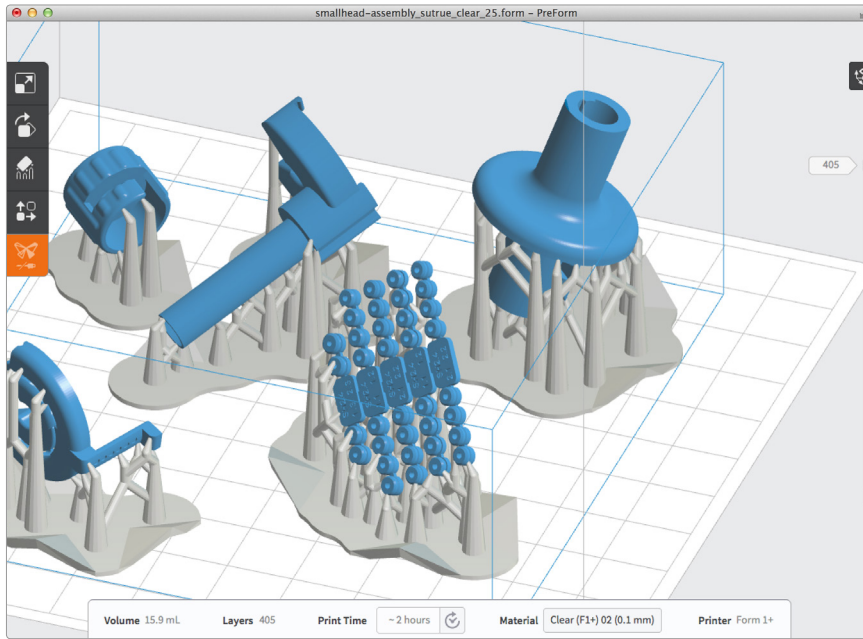 smallhead-assembly_sutrue_clear_25.form – PreForm
405
Volume 15.9 mL Layers 405 Print Time ~ 2 hours Material Clear (F1+) 02 (0.1 mm) Printer Form 1+